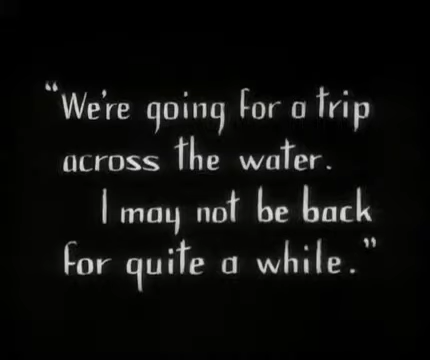 "We're going for a trip
across the water.
I may not be back
for quite a while."